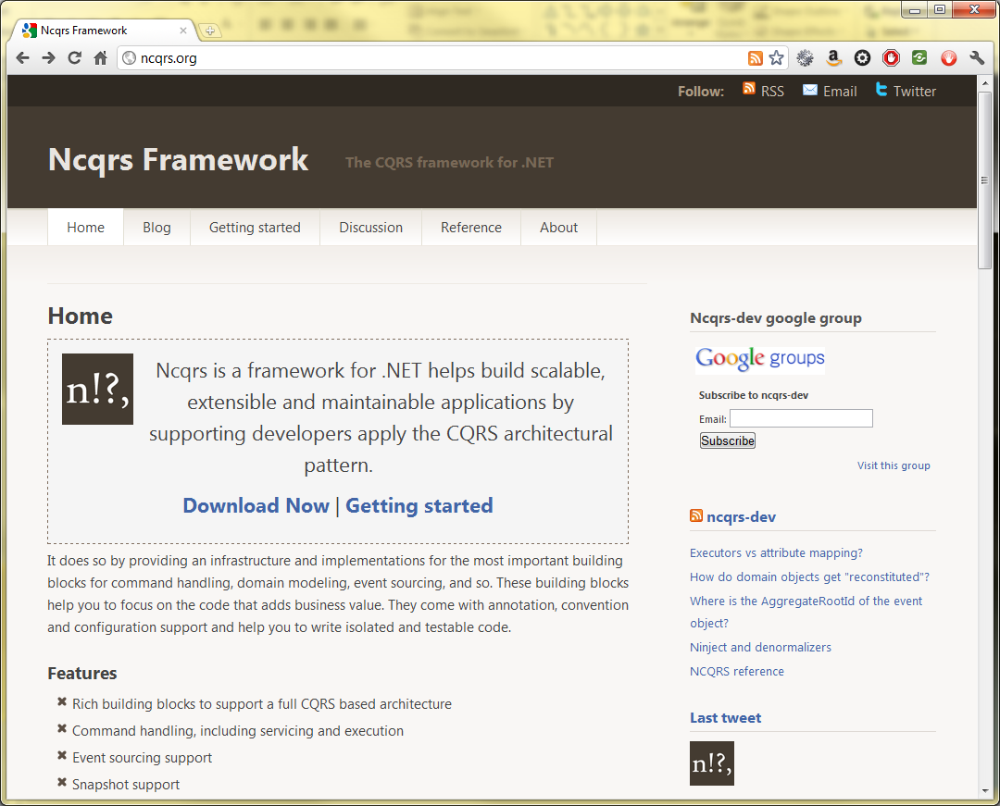 Ncqrs Framework
ncqrs.org
Follow: RSS Email Twitter
Ncqrs Framework
The CQRS framework for .NET
Home Blog Getting started Discussion Reference About
Home
n!?,
Ncqrs is a framework for .NET helps build scalable,
extensible and maintainable applications by
supporting developers apply the CQRS architectural
pattern.
Download Now | Getting started
It does so by providing an infrastructure and implementations for the most important building
blocks for command handling, domain modeling, event sourcing, and so. These building blocks
help you to focus on the code that adds business value. They come with annotation, convention
and configuration support and help you to write isolated and testable code.
Features
Rich building blocks to support a full CQRS based architecture
Command handling, including servicing and execution
Event sourcing support
Snapshot support
Ncqrs-dev google group
Google groups
Subscribe to ncqrs-dev
Email:
Subscribe
Visit this group
ncqrs-dev
Executors vs attribute mapping?
How do domain objects get "reconstituted"?
Where is the AggregateRootId of the event
object?
Ninject and denormalizers
NCQRS reference
Last tweet
n!?,